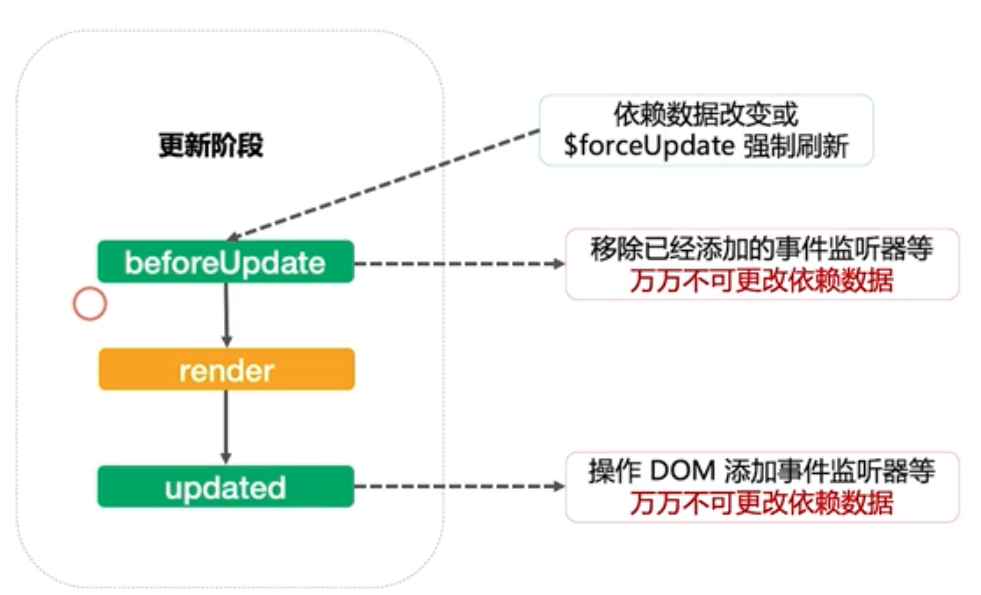 更新阶段
依赖数据改变或
$forceUpdate 强制刷新
beforeUpdate
移除已经添加的事件监听器等
万万不可更改依赖数据
render
updated
操作 DOM 添加事件监听器等
万万不可更改依赖数据